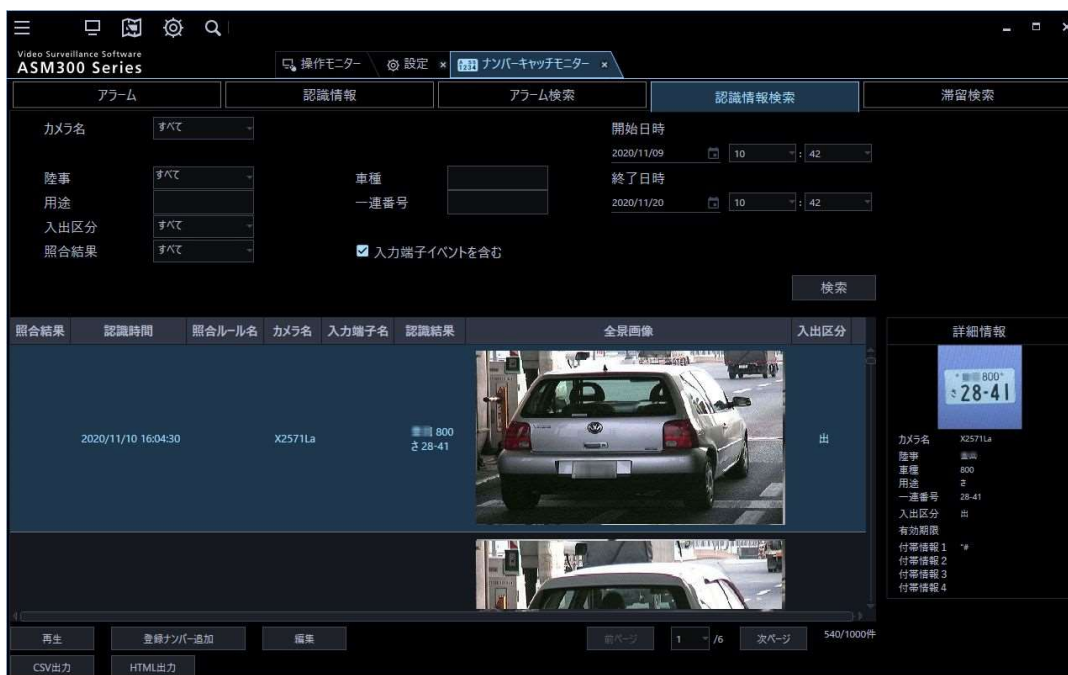 Video Surveillance Software
ASM300 Series
操作モニター 設定 × ナンバーキャッチモニター ×
アラーム 認識情報 アラーム検索 認識情報検索 滞留検索
カメラ名 すべて 開始日時
2020/11/09 10 : 42
陸事 すべて 車種 終了日時
用途 一連番号 2020/11/20 10 : 42
入出区分 すべて
照合結果 すべて 入力端子イベントを含む
検索
照合結果 認識時間 照合ルール名 カメラ名 入力端子名 認識結果 全景画像 入出区分 詳細情報
800
さ 28-41
2020/11/10 16:04:30 X2571La 800 出
さ 28-41
カメラ名 X2571La
陸事
車種 800
用途 さ
一連番号 28-41
入出区分 出
有効期限
付帯情報1 "#
付帯情報2
付帯情報3
付帯情報4
再生 登録ナンバー追加 編集 前ページ 1 /6 次ページ 540/1000件
CSV出力 HTML出力